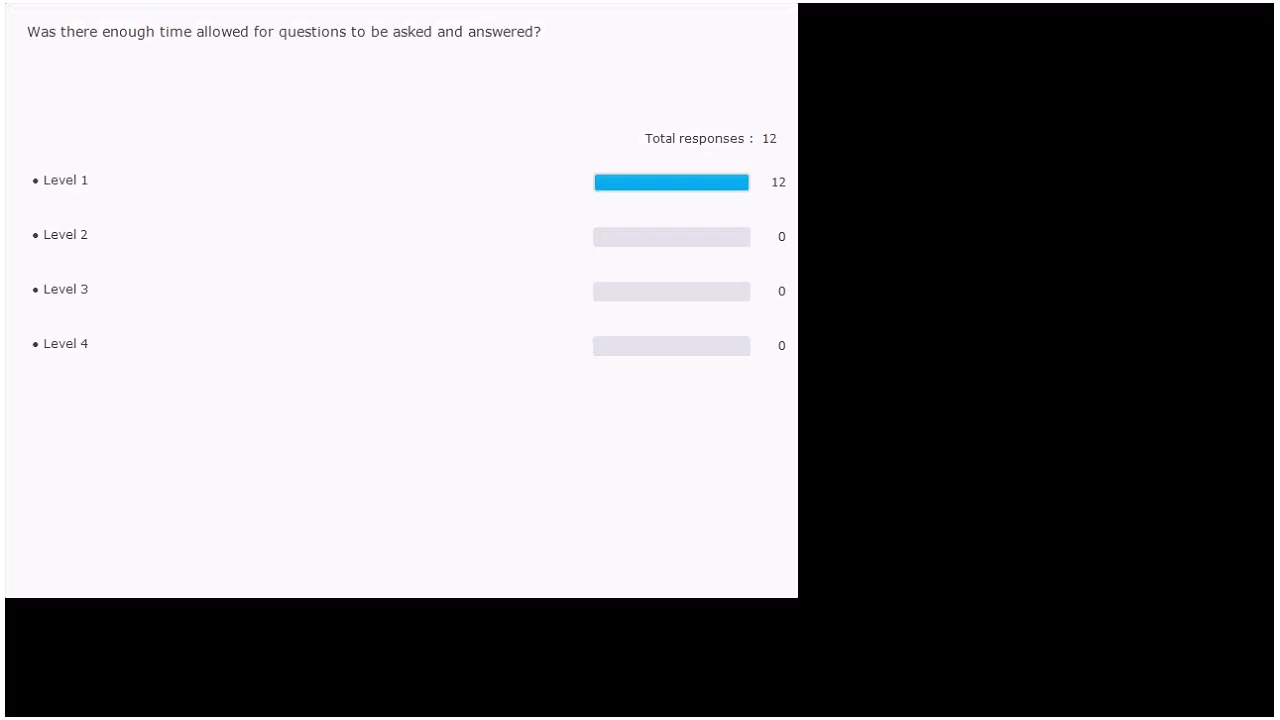 Was there enough time allowed for questions to be asked and answered?
Total responses : 12
• Level 1 12
• Level 2 0
• Level 3 0
• Level 4 0